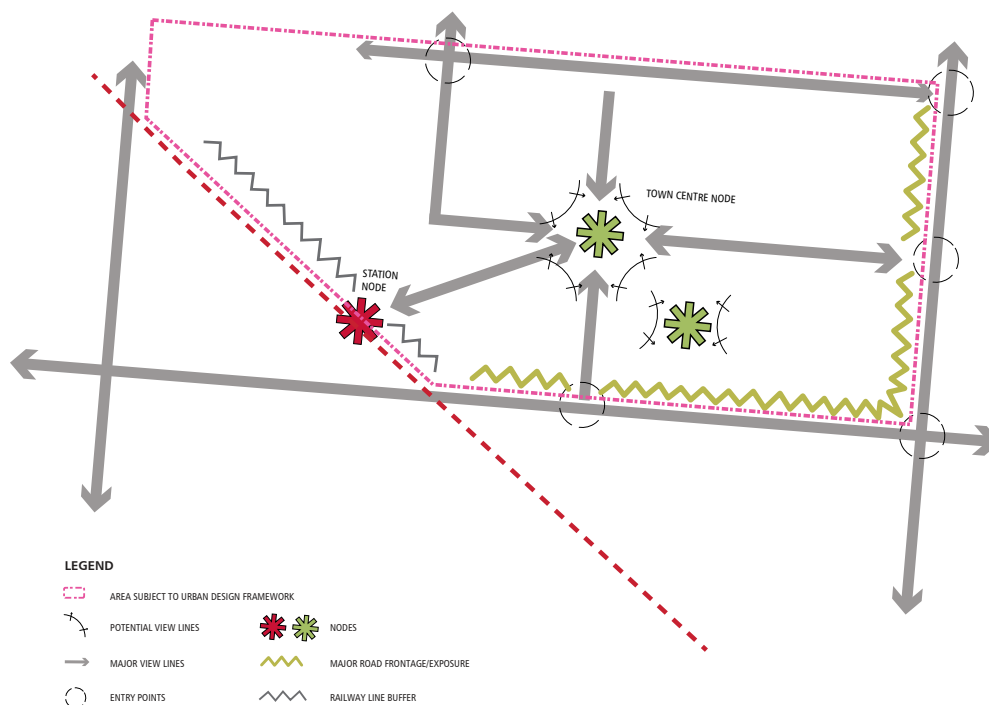 TOWN CENTRE NODE
STATION
NODE
LEGEND
AREA SUBJECT TO URBAN DESIGN FRAMEWORK
POTENTIAL VIEW LINES
NODES
MAJOR VIEW LINES
MAJOR ROAD FRONTAGE/EXPOSURE
ENTRY POINTS
RAILWAY LINE BUFFER